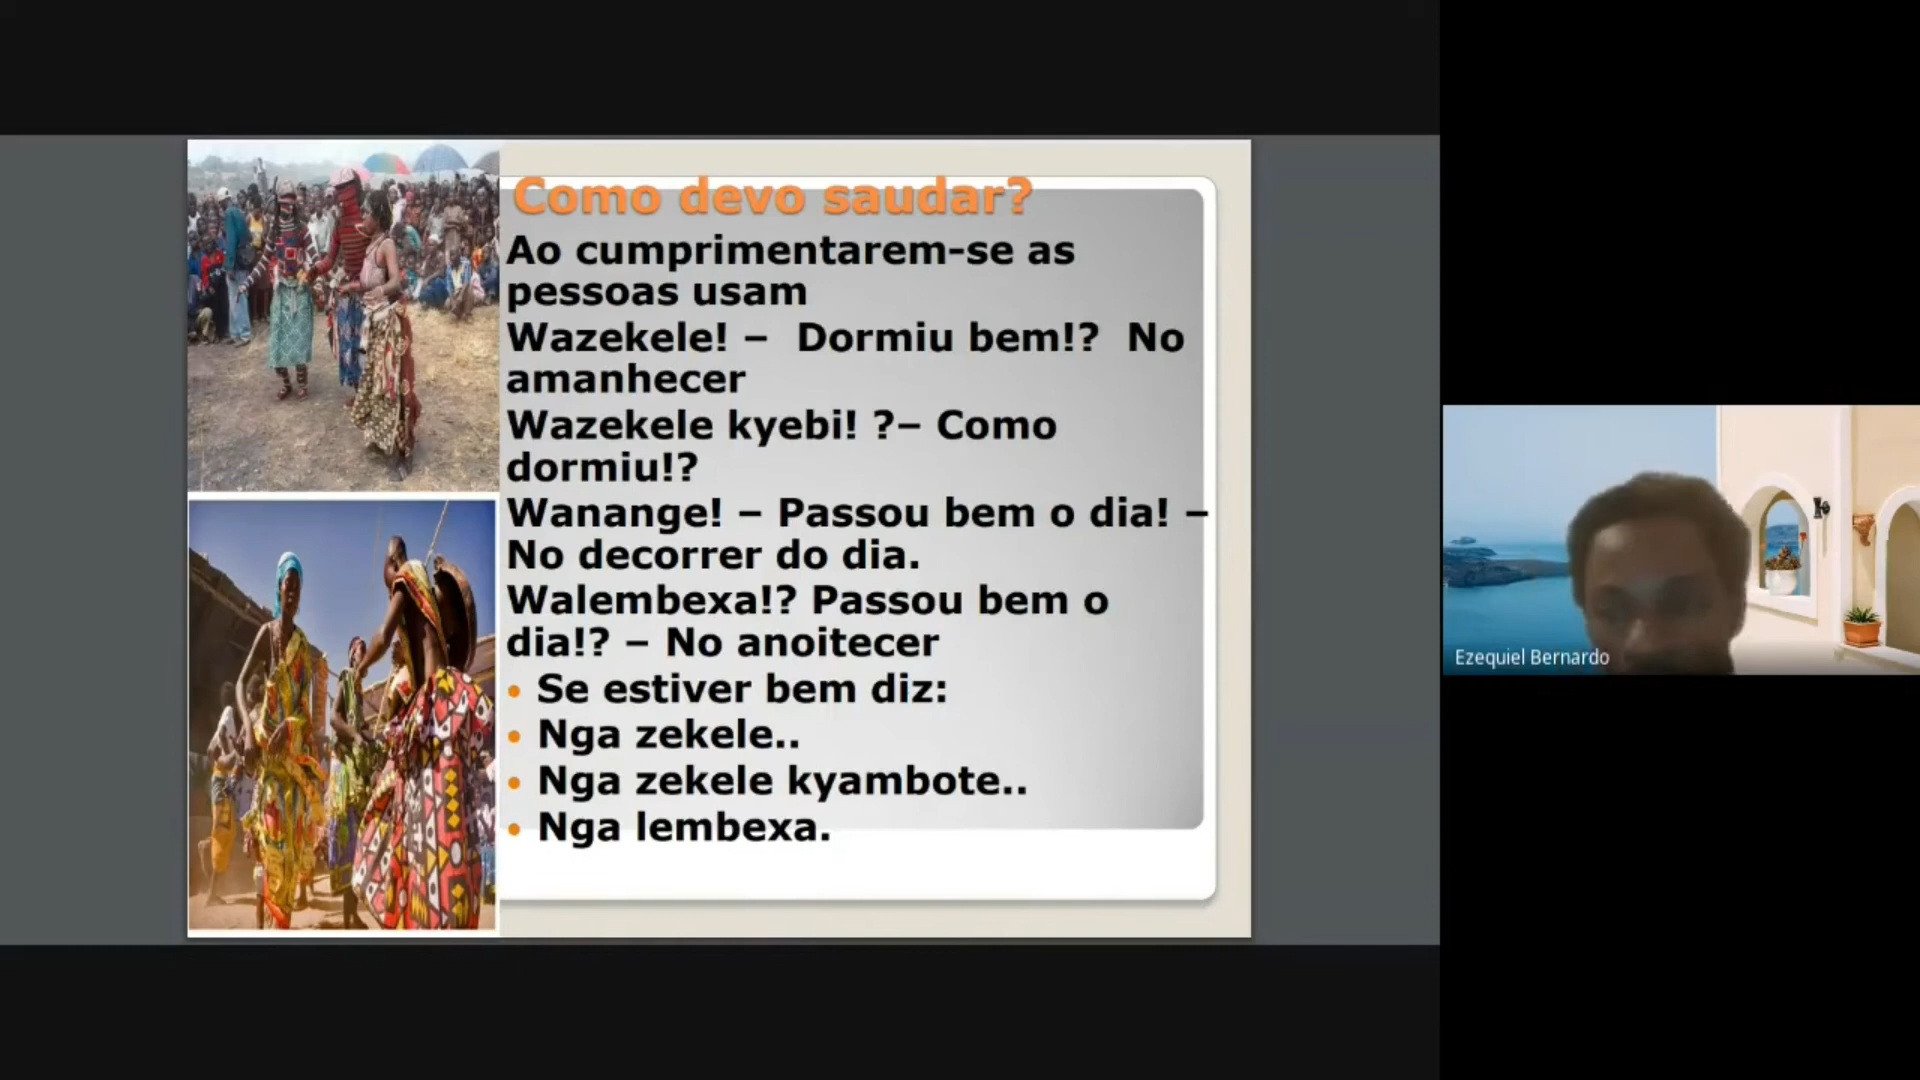 Como devo saudar?
Ao cumprimentarem-se as
pessoas usam
Wazekele! –  Dormiu bem!?  No
amanhecer
Wazekele kyebi! ?– Como
dormiu!?
Wanange! – Passou bem o dia! –
No decorrer do dia.
Walembexa!? Passou bem o
dia!? – No anoitecer
• Se estiver bem diz:
• Nga zekele..
• Nga zekele kyambote..
• Nga lembexa.
Ezequiel Bernardo